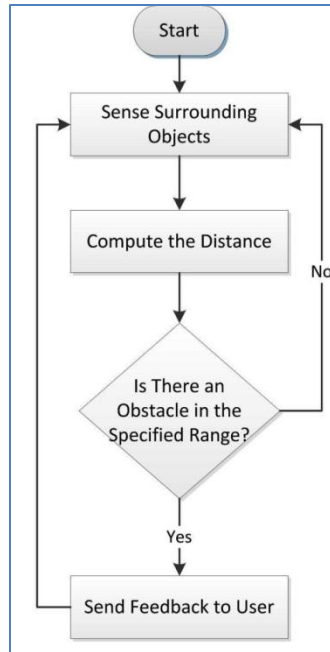 Start
Sense Surrounding
Objects
Compute the Distance
No
Is There an
Obstacle in the
Specified Range?
Yes
Send Feedback to User